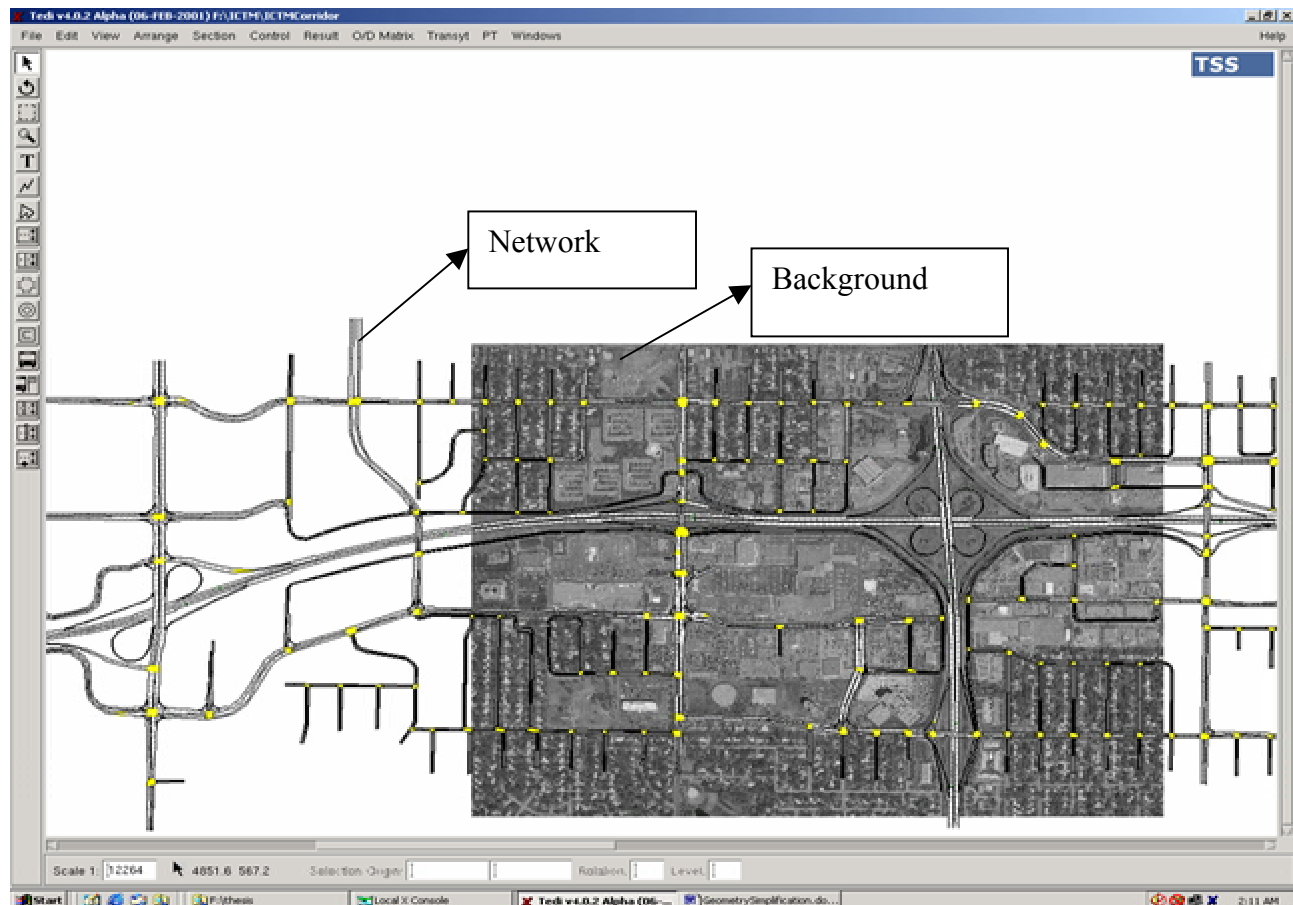 Tedi v4.0.2 Alpha (06-FEB-2001) F:\ICTM\ICTMCorridor
File Edit View Arrange Section Control Result O/D Matrix Transyt PT Windows Help
TSS
T
Network
Background
Scale 1: 12264 4851.6 567.2 Selection Origin: Rotation: Level:
Start F:\thesis Local X Console Tedi v4.0.2 Alpha (06-... GeometrySimplification.do... 2:11 AM